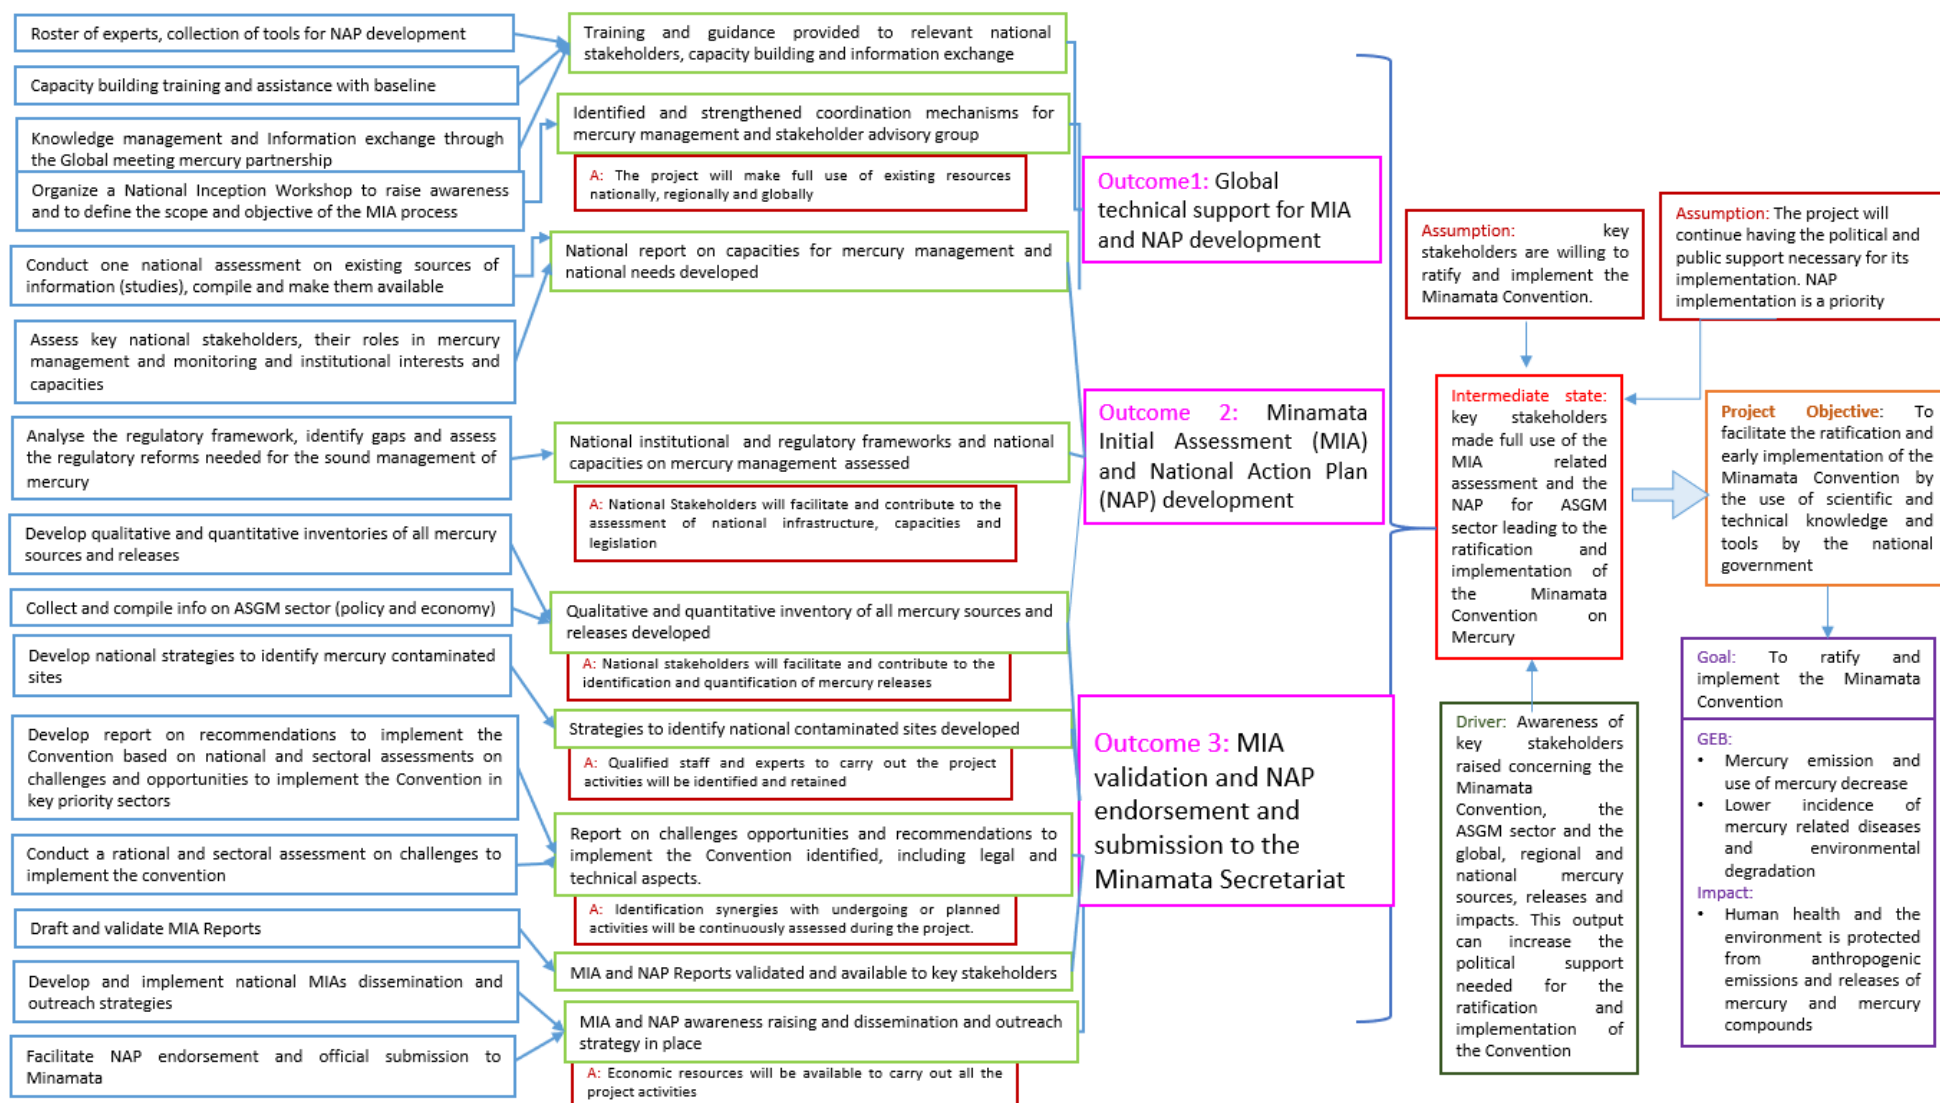 Roster of experts, collection of tools for NAP development
Capacity building training and assistance with baseline
Knowledge management and Information exchange through
the Global meeting mercury partnership
Organize a National Inception Workshop to raise awareness
and to define the scope and objective of the MIA process
Conduct one national assessment on existing sources of
information (studies), compile and make them available
Assess key national stakeholders, their roles in mercury
management and monitoring and institutional interests and
capacities
Analyse the regulatory framework, identify gaps and assess
the regulatory reforms needed for the sound management of
mercury
Develop qualitative and quantitative inventories of all mercury
sources and releases
Collect and compile info on ASGM sector (policy and economy)
Develop national strategies to identify mercury contaminated
sites
Develop report on recommendations to implement the
Convention based on national and sectoral assessments on
challenges and opportunities to implement the Convention in
key priority sectors
Conduct a rational and sectoral assessment on challenges to
implement the convention
Draft and validate MIA Reports
Develop and implement national MIAs dissemination and
outreach strategies
Facilitate NAP endorsement and official submission to
Minamata
Training and guidance provided to relevant national
stakeholders, capacity building and information exchange
Identified and strengthened coordination mechanisms for
mercury management and stakeholder advisory group
A: The project will make full use of existing resources
nationally, regionally and globally
National report on capacities for mercury management and
national needs developed
National institutional and regulatory frameworks and national
capacities on mercury management assessed
A: National Stakeholders will facilitate and contribute to the
assessment of national infrastructure, capacities and
legislation
Qualitative and quantitative inventory of all mercury sources and
releases developed
A: National stakeholders will facilitate and contribute to the
identification and quantification of mercury releases
Strategies to identify national contaminated sites developed
A: Qualified staff and experts to carry out the project
activities will be identified and retained
Report on challenges opportunities and recommendations to
implement the Convention identified, including legal and
technical aspects.
A: Identification synergies with undergoing or planned
activities will be continuously assessed during the project.
MIA and NAP Reports validated and available to key stakeholders
MIA and NAP awareness raising and dissemination and outreach
strategy in place
A: Economic resources will be available to carry out all the
project activities
Outcome1: Global
technical support for MIA
and NAP development
Outcome 2: Minamata
Initial Assessment (MIA)
and National Action Plan
(NAP) development
Outcome 3: MIA
validation and NAP
endorsement and
submission to the
Minamata Secretariat
Assumption: key
stakeholders are willing to
ratify and implement the
Minamata Convention.
Assumption: The project will
continue having the political and
public support necessary for its
implementation. NAP
implementation is a priority
Intermediate state:
key stakeholders
made full use of the
MIA related
assessment and the
NAP for ASGM
sector leading to the
ratification and
implementation of
the Minamata
Convention on
Mercury
Driver: Awareness of
key stakeholders
raised concerning the
Minamata
Convention, the
ASGM sector and the
global, regional and
national mercury
sources, releases and
impacts. This output
can increase the
political support
needed for the
ratification and
implementation of
the Convention
Project Objective: To
facilitate the ratification and
early implementation of the
Minamata Convention by
the use of scientific and
technical knowledge and
tools by the national
government
Goal: To ratify and
implement the Minamata
Convention
GEB:
• Mercury emission and
use of mercury decrease
• Lower incidence of
mercury related diseases
and environmental
degradation
Impact:
• Human health and the
environment is protected
from anthropogenic
emissions and releases of
mercury and mercury
compounds